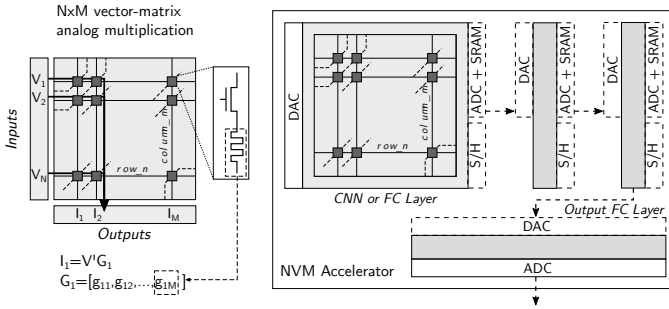 NxM vector-matrix
analog multiplication
Inputs
V1
V2
VN
row_n
column_m
I1 I2 IM
Outputs
I1=V'G1
G1=[g11,g12,...,g1M ]
DAC
row_n
column_m
CNN or FC Layer
ADC + SRAM
S/H
DAC
ADC + SRAM
S/H
DAC
ADC + SRAM
S/H
Output FC Layer
DAC
ADC
NVM Accelerator